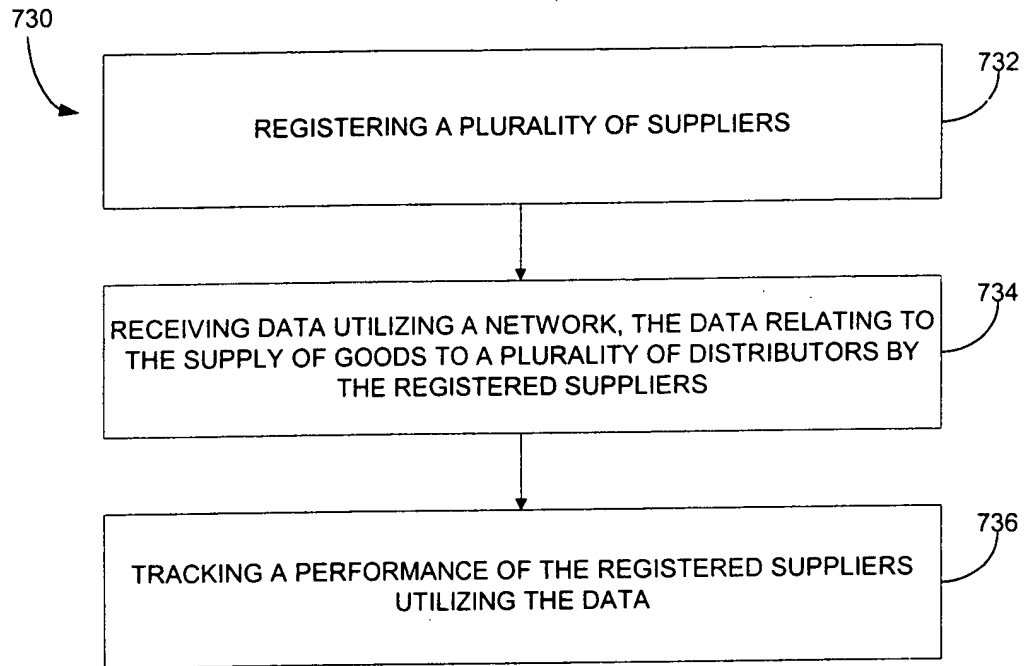 730
732
REGISTERING A PLURALITY OF SUPPLIERS
734
RECEIVING DATA UTILIZING A NETWORK, THE DATA RELATING TO
THE SUPPLY OF GOODS TO A PLURALITY OF DISTRIBUTORS BY
THE REGISTERED SUPPLIERS
736
TRACKING A PERFORMANCE OF THE REGISTERED SUPPLIERS
UTILIZING THE DATA